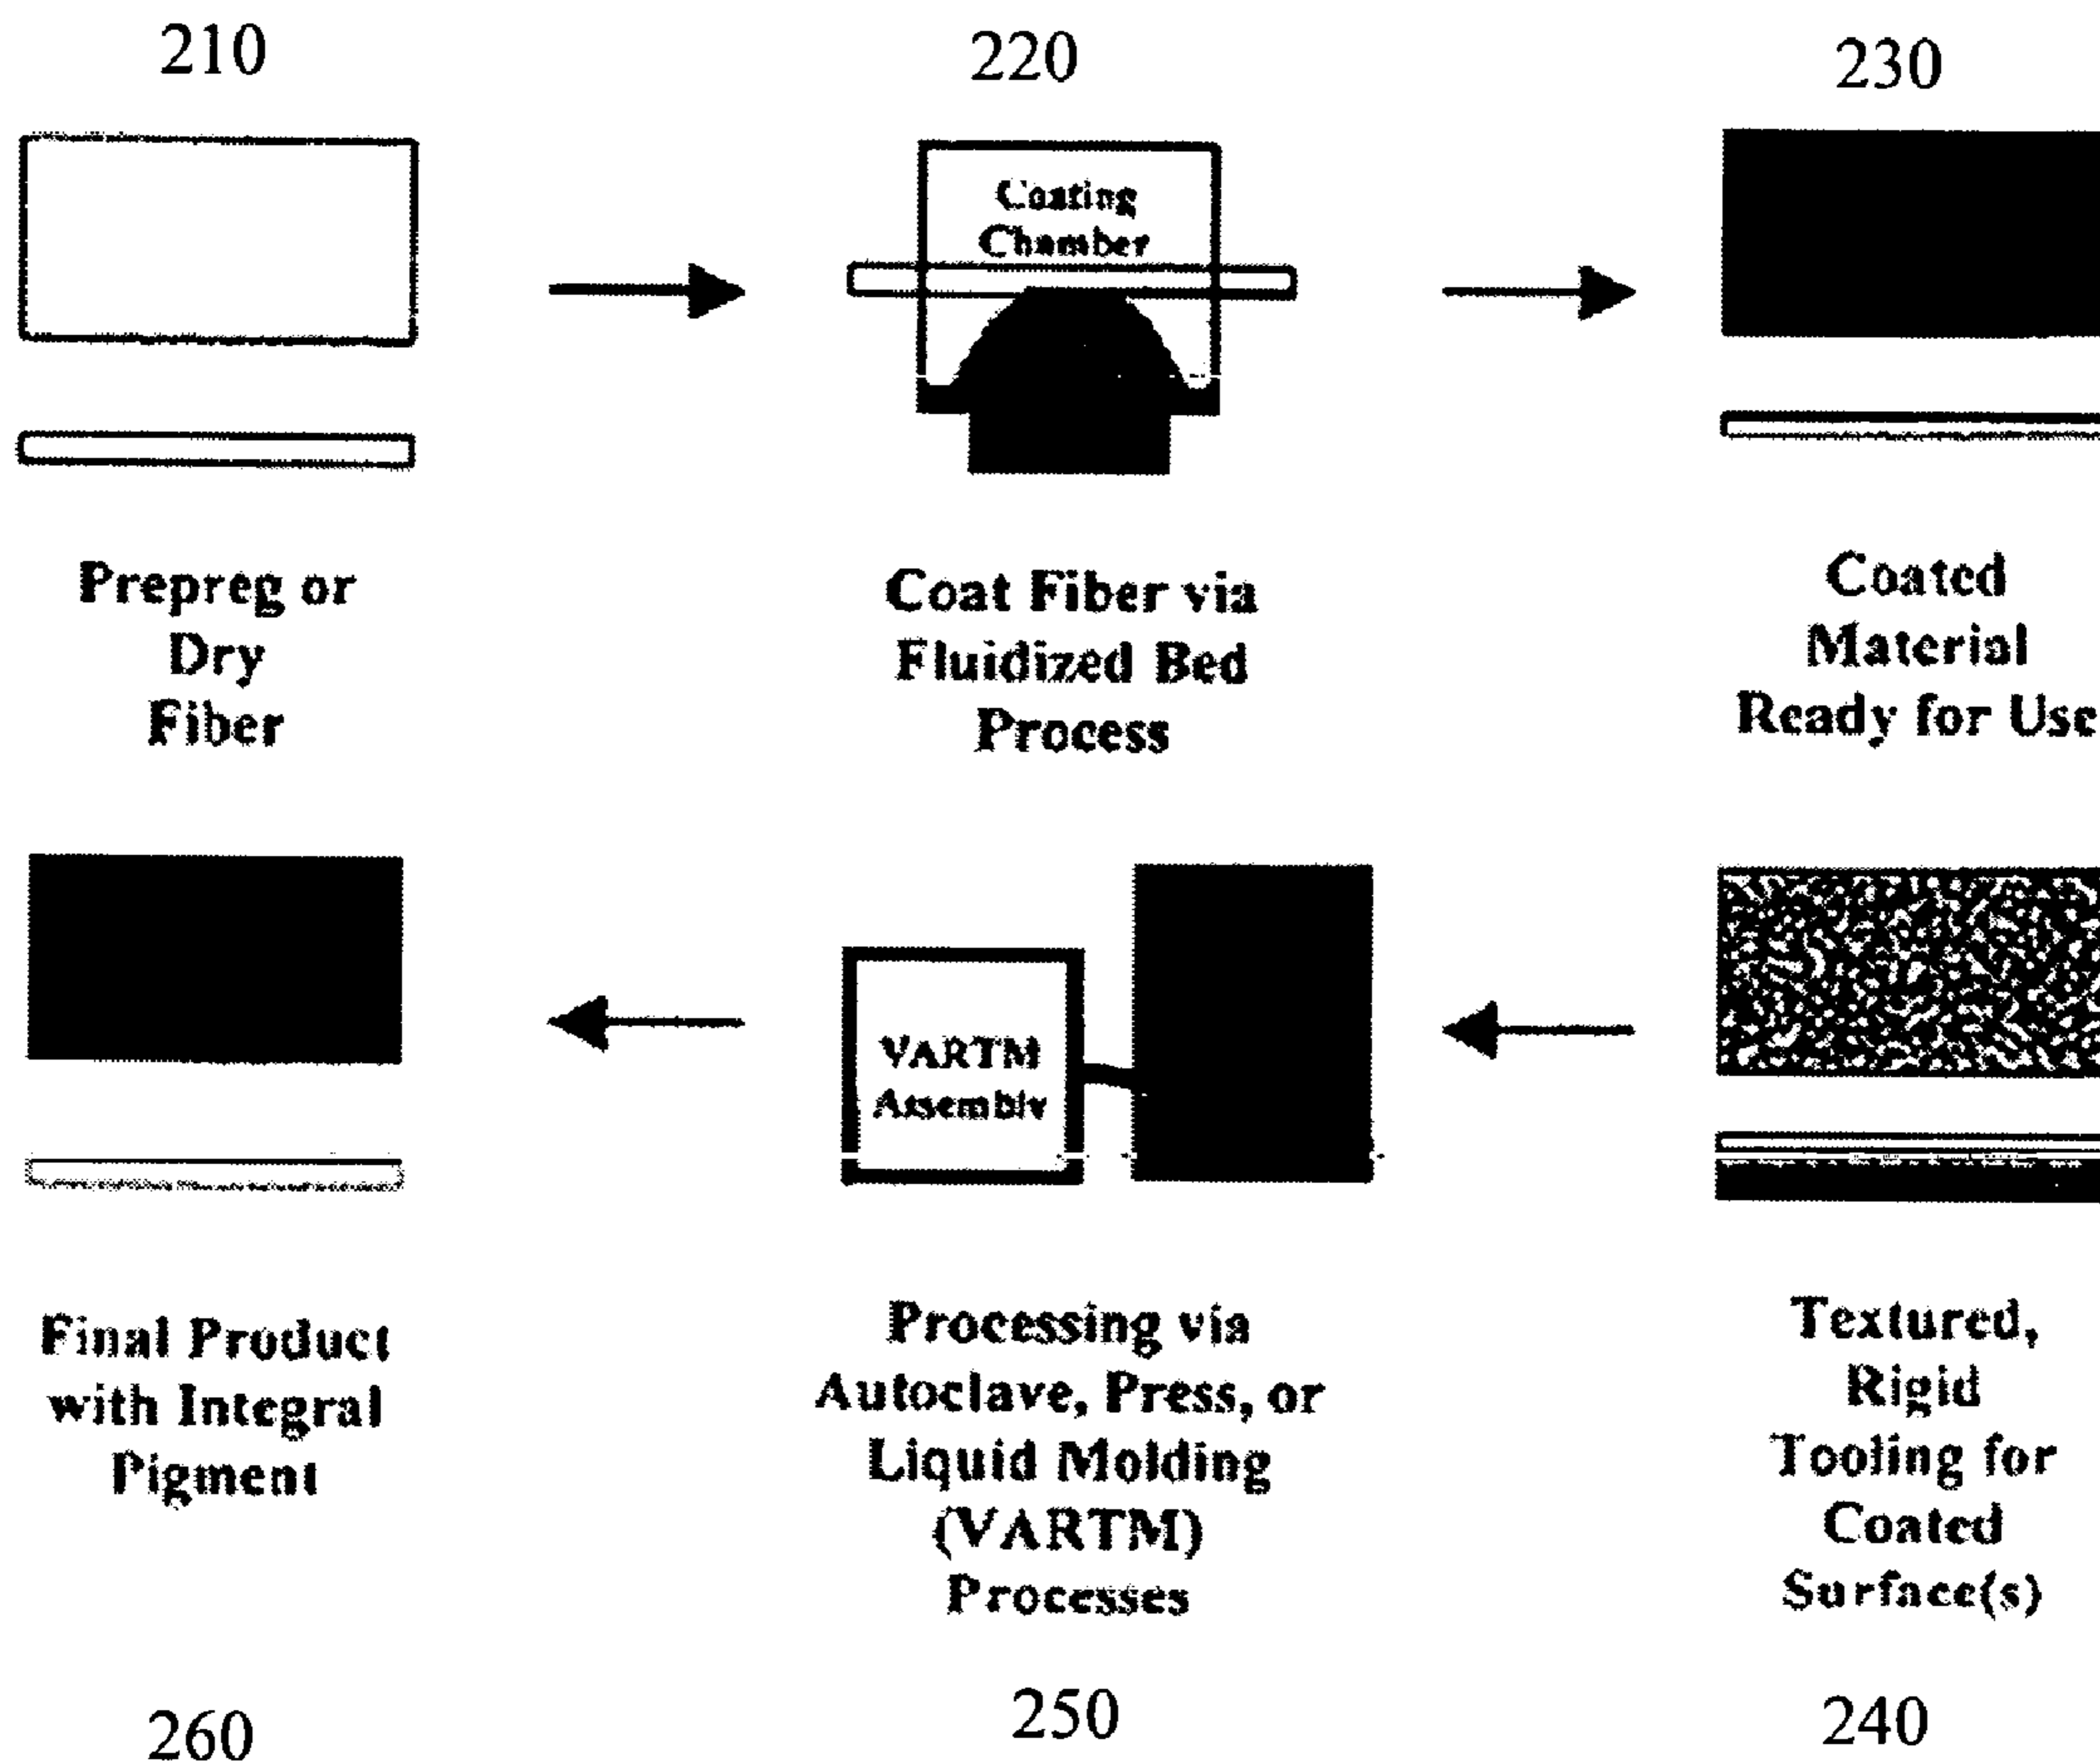 210
220
230
Coating
Chamber
Prepreg or
Dry
Fiber
Coat Fiber via
Fluidized Bed
Process
Coated
Material
Ready for Use
VARTM
Assembly
Final Product
with Integral
Pigment
Processing via
Autoclave, Press, or
Liquid Molding
(VARTM)
Processes
Textured,
Rigid
Tooling for
Coated
Surface(s)
260
250
240